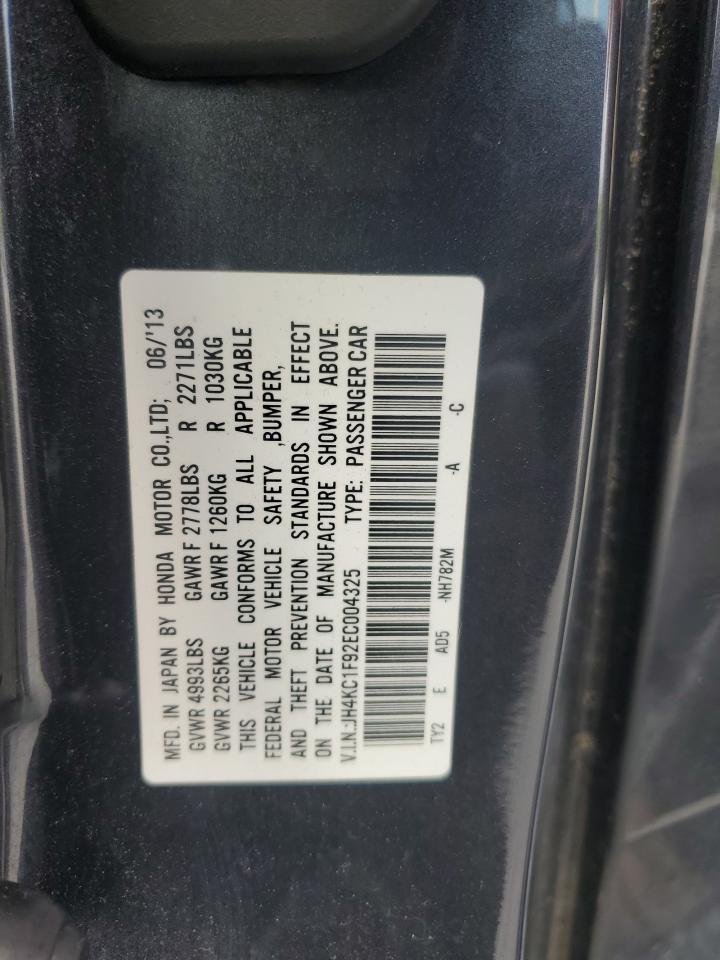 MFD. IN JAPAN BY HONDA MOTOR CO.,LTD; 06/'13
GVWR 4993LBS GAWR F 2778LBS R 2271LBS
GVWR 2265KG GAWR F 1260KG R 1030KG
THIS VEHICLE CONFORMS TO ALL APPLICABLE
FEDERAL MOTOR VEHICLE SAFETY ,BUMPER,
AND THEFT PREVENTION STANDARDS IN EFFECT
ON THE DATE OF MANUFACTURE SHOWN ABOVE.
V.I.N.:JH4KC1F92EC004325 TYPE: PASSENGER CAR
TY2 E AD5 -NH782M -A -C